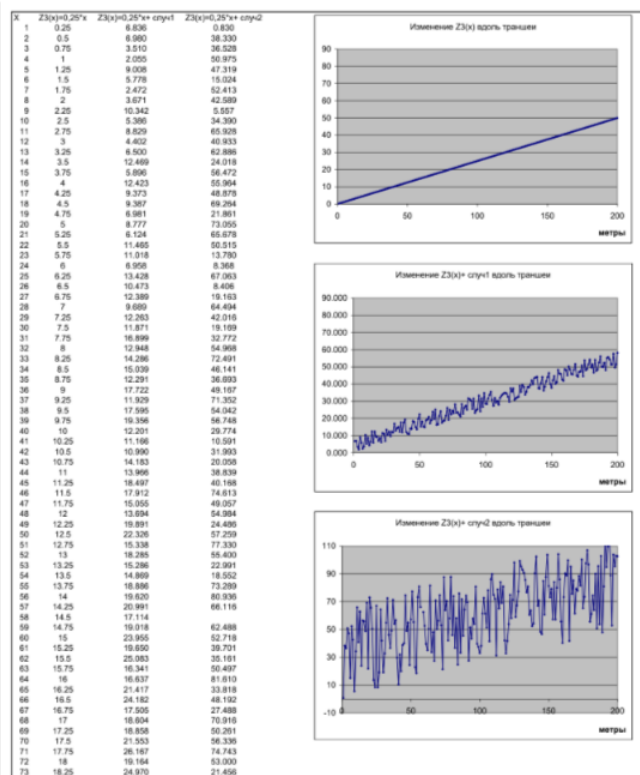 X Z3(x)=0,25*x Z3(x)=0,25*x+ случ1 Z3(x)=0,25*x+ случ2
1 0.25 6.836 0.830
2 0.5 6.980 38.330
3 0.75 3.510 36.528
4 1 2.055 50.975
5 1.25 9.008 47.319
6 1.5 5.778 15.024
7 1.75 2.472 52.413
8 2 3.671 42.589
9 2.25 10.342 5.557
10 2.5 5.386 34.390
11 2.75 8.829 65.928
12 3 4.402 40.933
13 3.25 6.500 62.886
14 3.5 12.469 24.018
15 3.75 5.896 56.472
16 4 12.423 55.964
17 4.25 9.373 48.878
18 4.5 9.387 69.264
19 4.75 6.981 21.861
20 5 8.777 73.055
21 5.25 6.124 65.678
22 5.5 11.465 50.515
23 5.75 11.018 13.780
24 6 6.958 8.368
25 6.25 13.428 67.063
26 6.5 10.473 8.406
27 6.75 12.389 19.163
28 7 9.689 64.494
29 7.25 12.263 42.016
30 7.5 11.871 19.169
31 7.75 16.899 32.772
32 8 12.948 54.968
33 8.25 14.286 72.491
34 8.5 15.039 46.141
35 8.75 12.291 36.693
36 9 17.722 49.167
37 9.25 11.929 71.352
38 9.5 17.595 54.042
39 9.75 19.356 56.748
40 10 12.201 29.774
41 10.25 11.166 10.591
42 10.5 10.990 31.993
43 10.75 14.183 20.058
44 11 13.966 38.839
45 11.25 18.497 40.168
46 11.5 17.912 74.613
47 11.75 15.055 49.057
48 12 13.694 54.984
49 12.25 19.891 24.486
50 12.5 22.326 57.259
51 12.75 15.338 77.330
52 13 18.285 55.400
53 13.25 15.286 22.991
54 13.5 14.869 18.552
55 13.75 18.886 73.289
56 14 19.620 80.936
57 14.25 20.991 66.116
58 14.5 17.114
59 14.75 19.018 62.488
60 15 23.955 52.718
61 15.25 19.650 39.701
62 15.5 25.083 35.161
63 15.75 16.341 50.497
64 16 16.637 81.610
65 16.25 21.417 33.818
66 16.5 24.182 48.192
67 16.75 17.505 27.488
68 17 18.604 70.916
69 17.25 18.858 50.261
70 17.5 21.553 56.336
71 17.75 26.167 74.743
72 18 19.164 53.000
73 18.25 24.970 21.456
Изменение Z3(x) вдоль траншеи
90
80
70
60
50
40
30
20
10
0
0 50 100 150 200
метры
Изменение Z3(x)+ случ1 вдоль траншеи
90.000
80.000
70.000
60.000
50.000
40.000
30.000
20.000
10.000
0.000
0 50 100 150 200
метры
Изменение Z3(x)+ случ2 вдоль траншеи
110
90
70
50
30
10
-10
0 50 100 150 200
метры